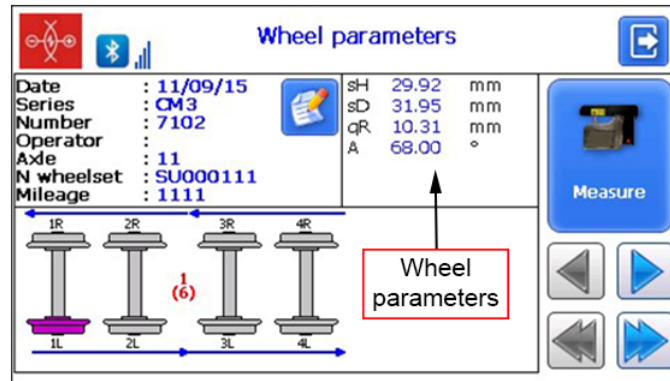 Wheel parameters
Date : 11/09/15
Series : CM3
Number : 7102
Operator :
Axle : 11
N wheelset : SU000111
Mileage : 1111
sH 29.92 mm
sD 31.95 mm
qR 10.31 mm
A 68.00 °
Measure
Wheel
parameters
1R 2R 3R 4R
1
(6)
1L 2L 3L 4L